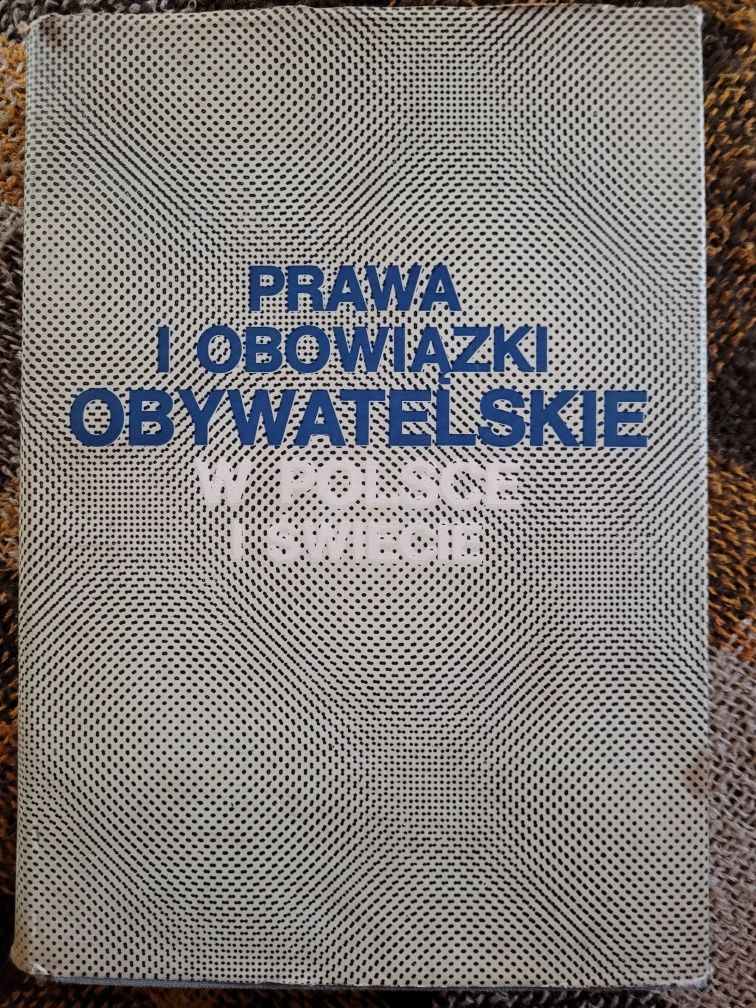 PRAWA
I OBOWIĄZKI
OBYWATELSKIE
W POLSCE
I ŚWIECIE